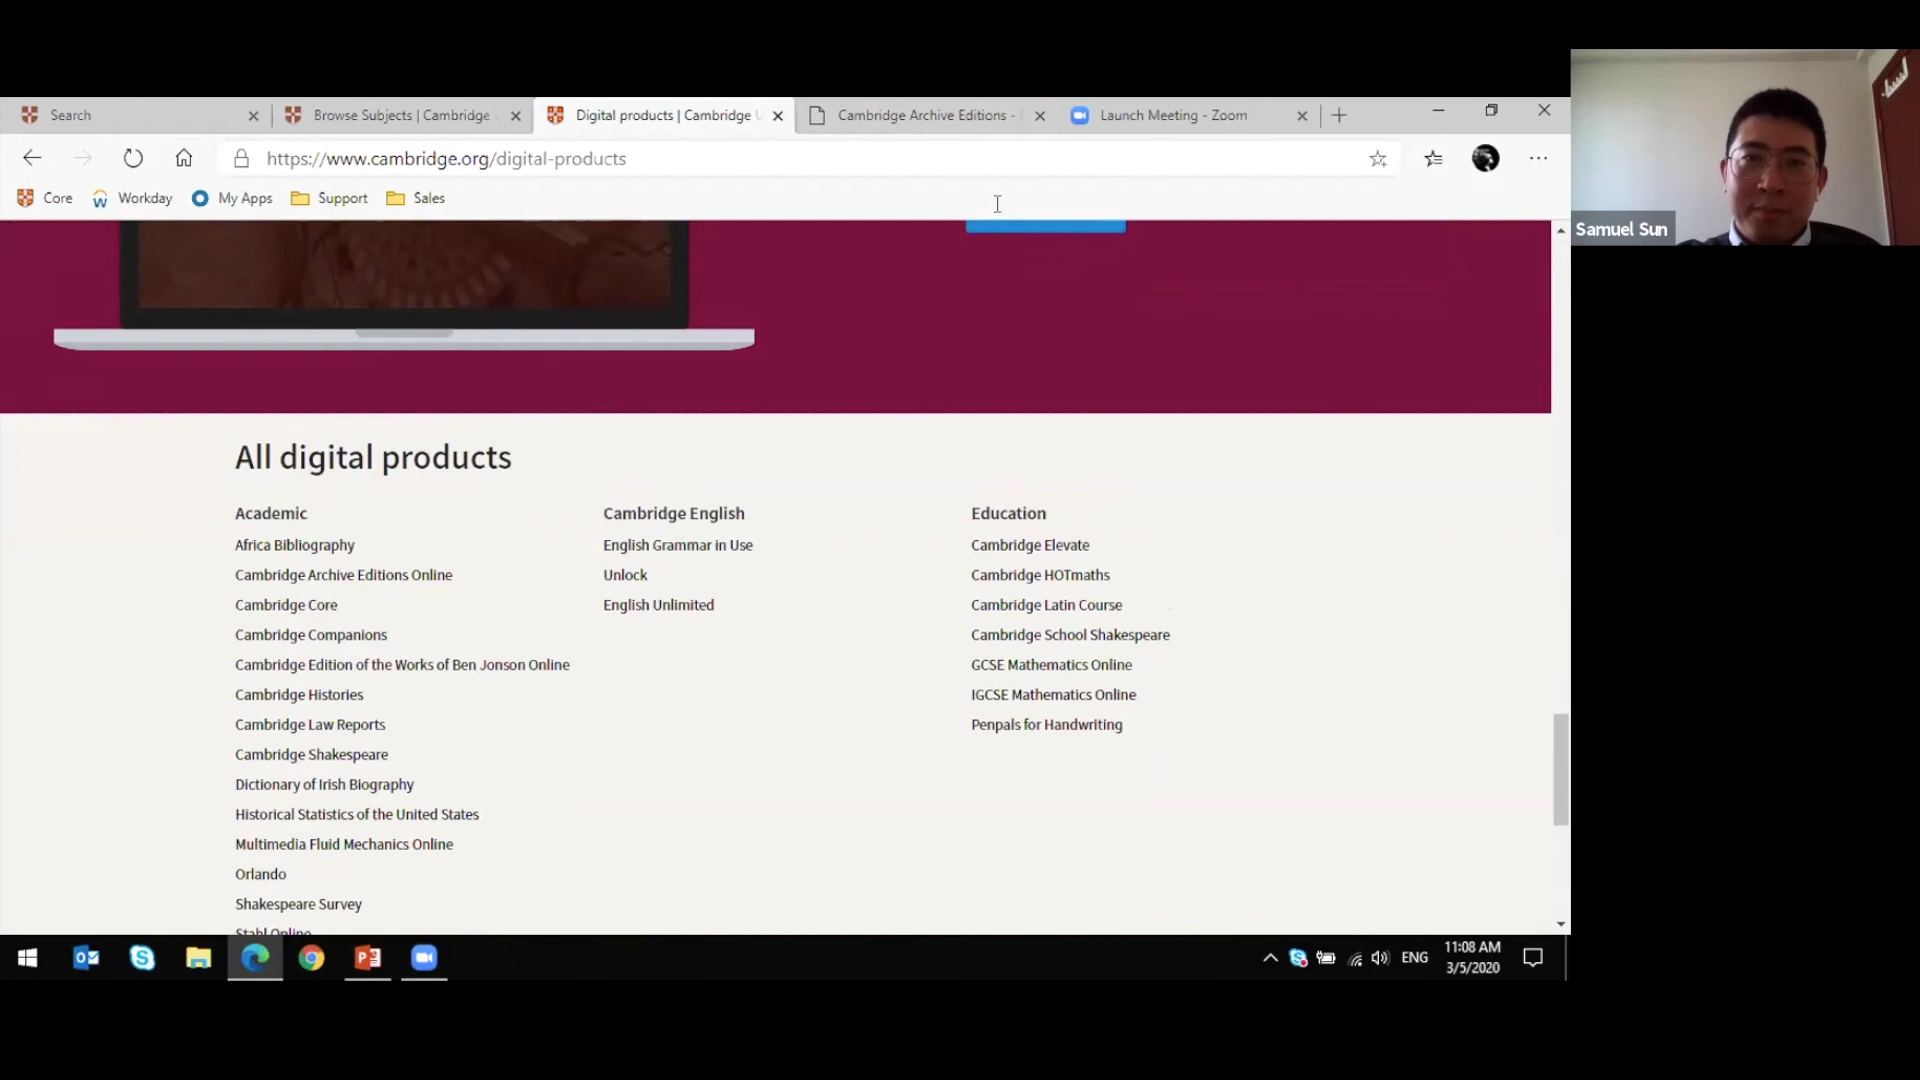 Search
Browse Subjects | Cambridge
Digital products | Cambridge U
Cambridge Archive Editions -
Launch Meeting - Zoom
https://www.cambridge.org/digital-products
Core
Workday
My Apps
Support
Sales
Samuel Sun
All digital products
Academic
Africa Bibliography
Cambridge Archive Editions Online
Cambridge Core
Cambridge Companions
Cambridge Edition of the Works of Ben Jonson Online
Cambridge Histories
Cambridge Law Reports
Cambridge Shakespeare
Dictionary of Irish Biography
Historical Statistics of the United States
Multimedia Fluid Mechanics Online
Orlando
Shakespeare Survey
Stahl Online
Cambridge English
English Grammar in Use
Unlock
English Unlimited
Education
Cambridge Elevate
Cambridge HOTmaths
Cambridge Latin Course
Cambridge School Shakespeare
GCSE Mathematics Online
IGCSE Mathematics Online
Penpals for Handwriting
ENG
11:08 AM
3/5/2020